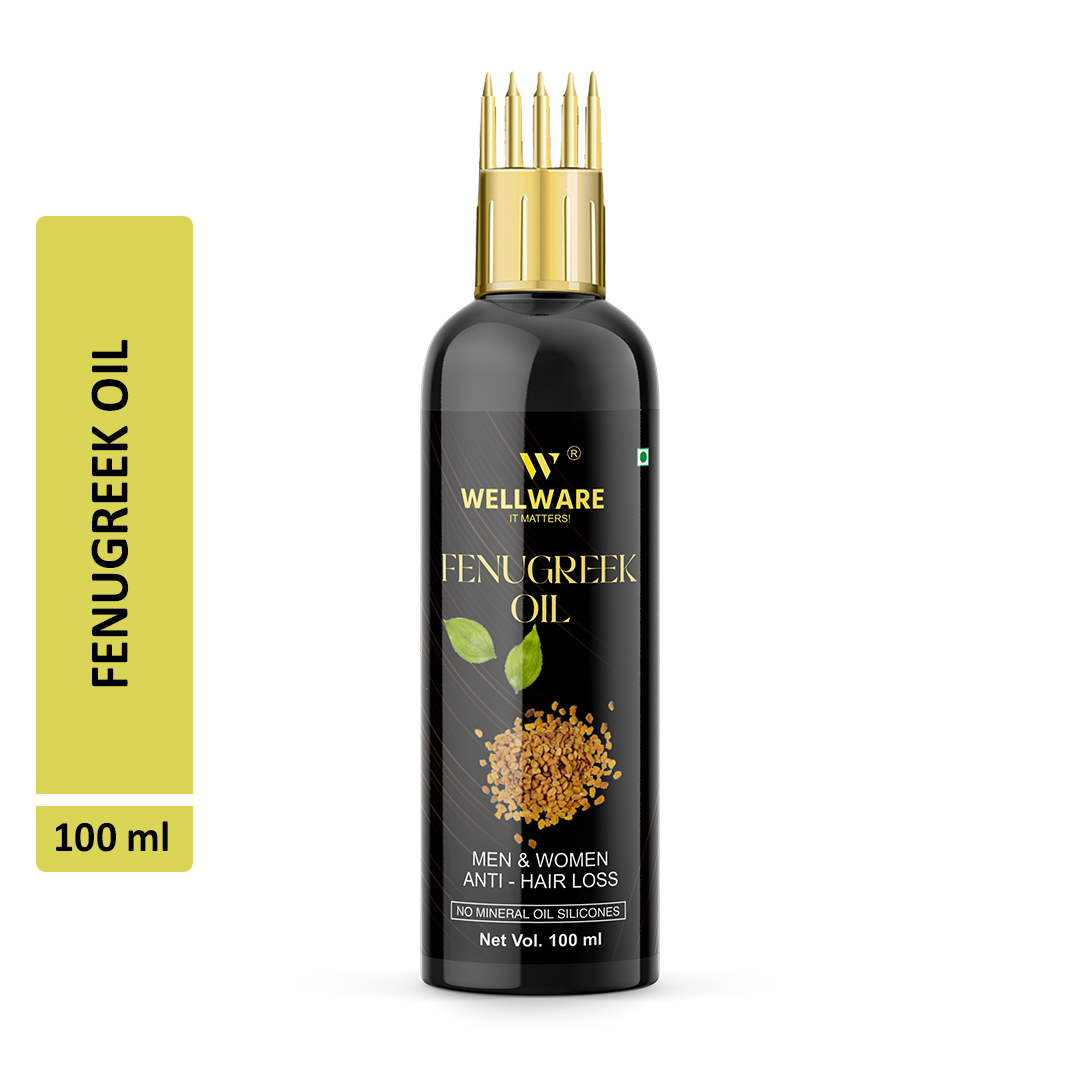 FENUGREEK OIL
100 ml
W ®
WELLWARE
IT MATTERS!
FENUGREEK
OIL
MEN & WOMEN
ANTI - HAIR LOSS
NO MINERAL OIL SILICONES
Net Vol. 100 ml